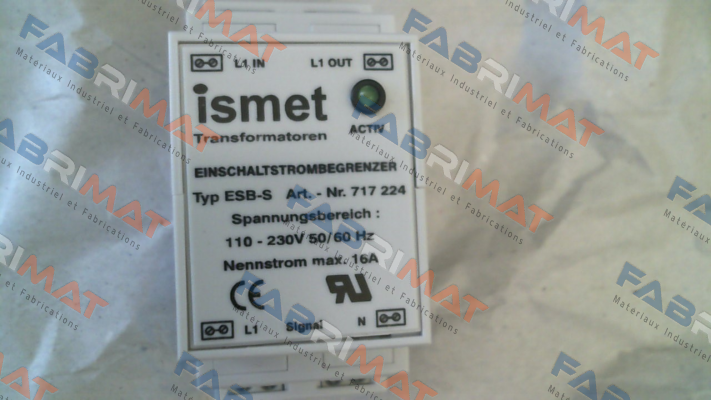 L1 IN L1 OUT
ismet
Transformatoren
ACTIV
EINSCHALTSTROMBEGRENZER
Typ ESB-S Art. - Nr. 717 224
Spannungsbereich :
110 - 230V 50/60 Hz
Nennstrom max. 16A
CE
L1 Signal N
FABRIMAT
Materiaux Industriel et Fabrications